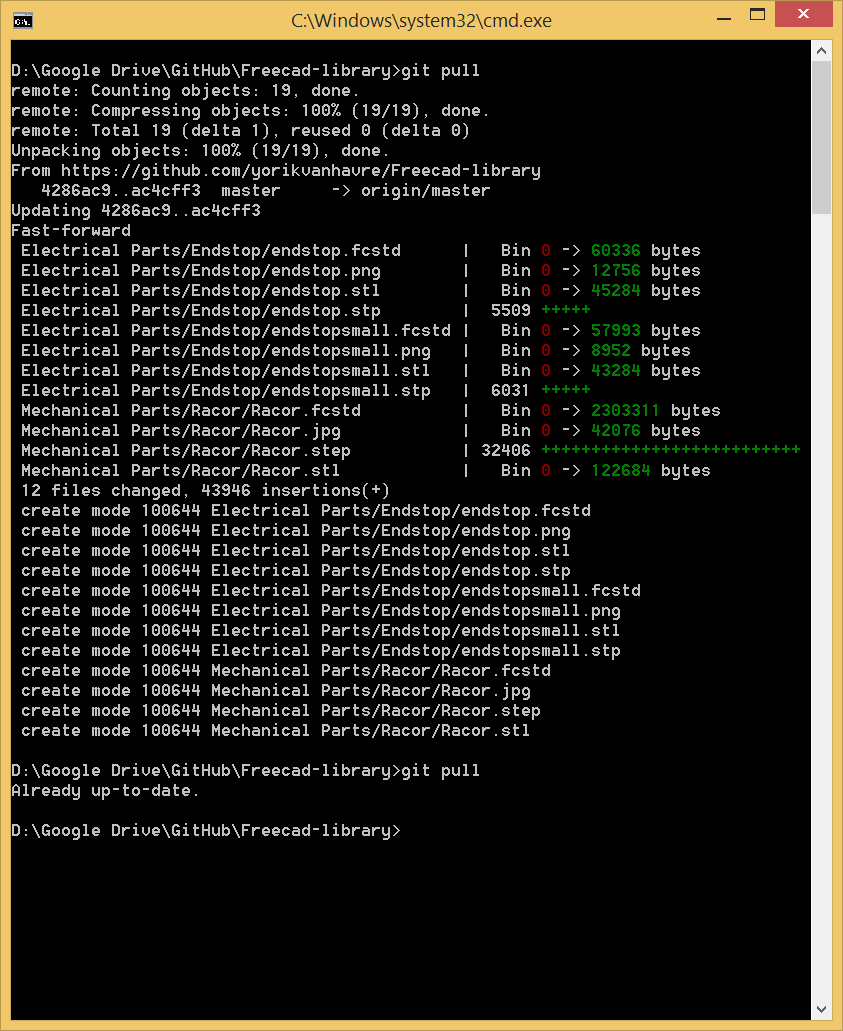 C:\Windows\system32\cmd.exe
D:\Google Drive\GitHub\Freecad-library>git pull
remote: Counting objects: 19, done.
remote: Compressing objects: 100% (19/19), done.
remote: Total 19 (delta 1), reused 0 (delta 0)
Unpacking objects: 100% (19/19), done.
From https://github.com/yorikvanhavre/Freecad-library
   4286ac9..ac4cff3  master     -> origin/master
Updating 4286ac9..ac4cff3
Fast-forward
 Electrical Parts/Endstop/endstop.fcstd      |   Bin 0 -> 60336 bytes
 Electrical Parts/Endstop/endstop.png        |   Bin 0 -> 12756 bytes
 Electrical Parts/Endstop/endstop.stl        |   Bin 0 -> 45284 bytes
 Electrical Parts/Endstop/endstop.stp        |  5509 +++++
 Electrical Parts/Endstop/endstopsmall.fcstd |   Bin 0 -> 57993 bytes
 Electrical Parts/Endstop/endstopsmall.png   |   Bin 0 -> 8952 bytes
 Electrical Parts/Endstop/endstopsmall.stl   |   Bin 0 -> 43284 bytes
 Electrical Parts/Endstop/endstopsmall.stp   |  6031 +++++
 Mechanical Parts/Racor/Racor.fcstd          |   Bin 0 -> 2303311 bytes
 Mechanical Parts/Racor/Racor.jpg            |   Bin 0 -> 42076 bytes
 Mechanical Parts/Racor/Racor.step           | 32406 ++++++++++++++++++++++++++
 Mechanical Parts/Racor/Racor.stl            |   Bin 0 -> 122684 bytes
 12 files changed, 43946 insertions(+)
 create mode 100644 Electrical Parts/Endstop/endstop.fcstd
 create mode 100644 Electrical Parts/Endstop/endstop.png
 create mode 100644 Electrical Parts/Endstop/endstop.stl
 create mode 100644 Electrical Parts/Endstop/endstop.stp
 create mode 100644 Electrical Parts/Endstop/endstopsmall.fcstd
 create mode 100644 Electrical Parts/Endstop/endstopsmall.png
 create mode 100644 Electrical Parts/Endstop/endstopsmall.stl
 create mode 100644 Electrical Parts/Endstop/endstopsmall.stp
 create mode 100644 Mechanical Parts/Racor/Racor.fcstd
 create mode 100644 Mechanical Parts/Racor/Racor.jpg
 create mode 100644 Mechanical Parts/Racor/Racor.step
 create mode 100644 Mechanical Parts/Racor/Racor.stl
D:\Google Drive\GitHub\Freecad-library>git pull
Already up-to-date.
D:\Google Drive\GitHub\Freecad-library>